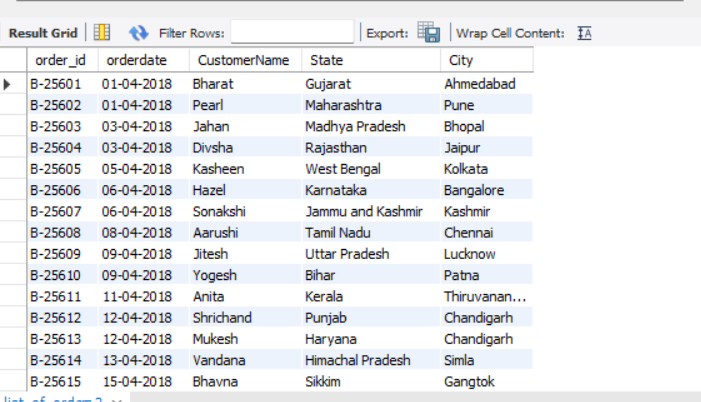 Result Grid Filter Rows: Export: Wrap Cell Content: IA
order_id orderdate CustomerName State City
B-25601 01-04-2018 Bharat Gujarat Ahmedabad
B-25602 01-04-2018 Pearl Maharashtra Pune
B-25603 03-04-2018 Jahan Madhya Pradesh Bhopal
B-25604 03-04-2018 Divsha Rajasthan Jaipur
B-25605 05-04-2018 Kasheen West Bengal Kolkata
B-25606 06-04-2018 Hazel Karnataka Bangalore
B-25607 06-04-2018 Sonakshi Jammu and Kashmir Kashmir
B-25608 08-04-2018 Aarushi Tamil Nadu Chennai
B-25609 09-04-2018 Jitesh Uttar Pradesh Lucknow
B-25610 09-04-2018 Yogesh Bihar Patna
B-25611 11-04-2018 Anita Kerala Thiruvanan...
B-25612 12-04-2018 Shrichand Punjab Chandigarh
B-25613 12-04-2018 Mukesh Haryana Chandigarh
B-25614 13-04-2018 Vandana Himachal Pradesh Simla
B-25615 15-04-2018 Bhavna Sikkim Gangtok